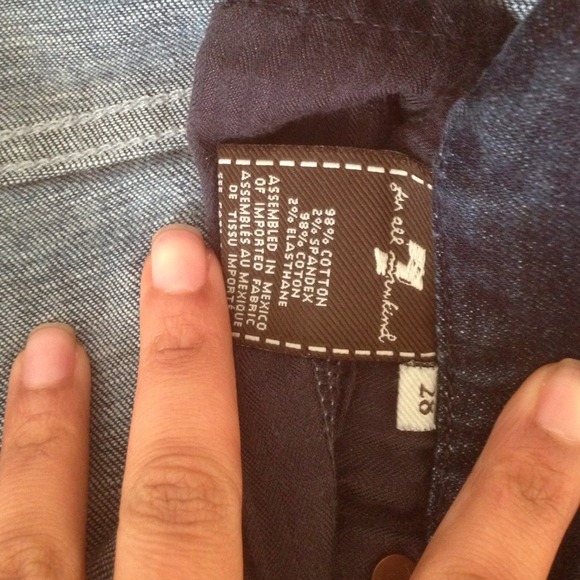 7
for all mankind
98% COTTON
2% SPANDEX
98% COTON
2% ELASTHANE
ASSEMBLED IN MEXICO
OF IMPORTED FABRIC
ASSEMBLÉS AU MEXIQUE
DE TISSU IMPORTÉ
SEE
28